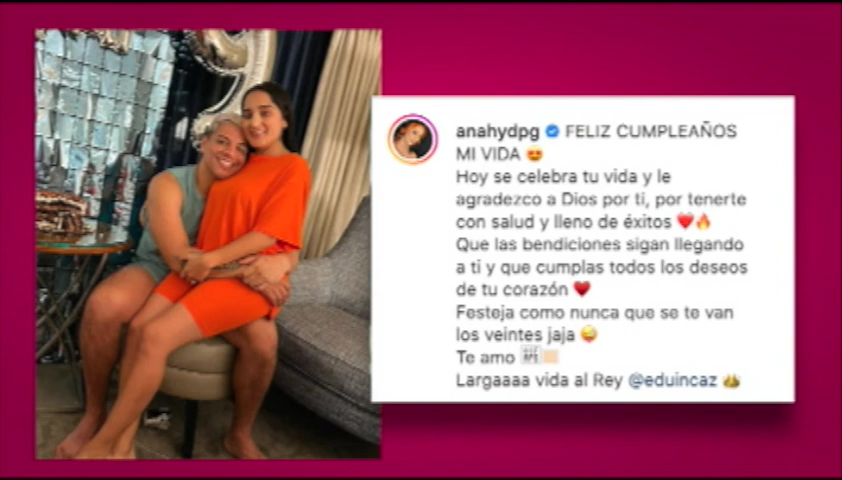 anahydpg FELIZ CUMPLEAÑOS
MI VIDA 😍
Hoy se celebra tu vida y le
agradezco a Dios por ti, por tenerte
con salud y lleno de éxitos ❤️🔥
Que las bendiciones sigan llegando
a ti y que cumplas todos los deseos
de tu corazón ❤️
Festeja como nunca que se te van
los veintes jaja 😜
Te amo
Largaaaa vida al Rey @eduincaz 👑